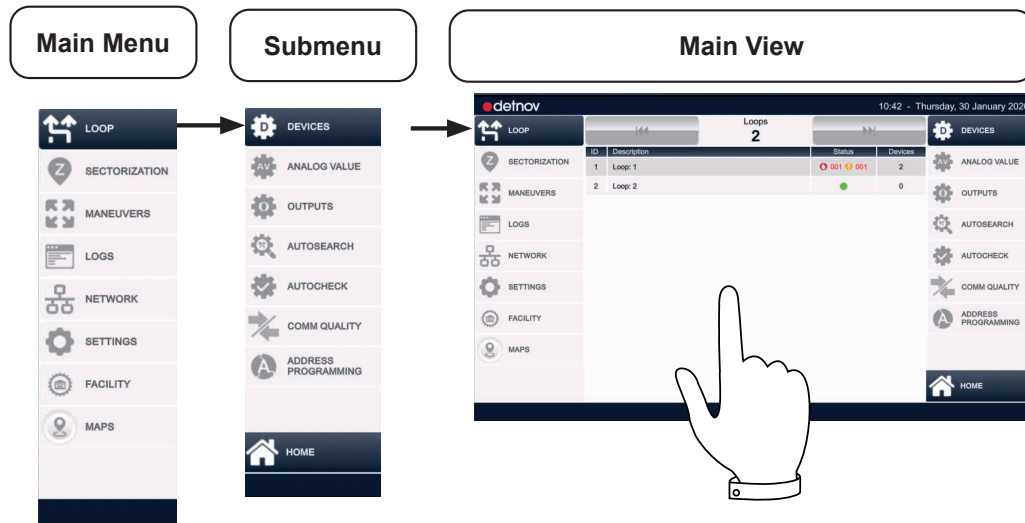 Main Menu
Submenu
Main View
LOOP
SECTORIZATION
MANEUVERS
LOGS
NETWORK
SETTINGS
FACILITY
MAPS
D
DEVICES
AV
ANALOG VALUE
OUTPUTS
AUTOSEARCH
AUTOCHECK
COMM QUALITY
A
ADDRESS
PROGRAMMING
HOME
detnov
10:42 - Thursday, 30 January 202
LOOP
Z
SECTORIZATION
MANEUVERS
LOGS
NETWORK
SETTINGS
FACILITY
MAPS
Loops
2
ID Description Status Devices
1 Loop: 1 001 001 2
2 Loop: 2 0
D
DEVICES
AV
ANALOG VALUE
OUTPUTS
AUTOSEARCH
AUTOCHECK
COMM QUALITY
A
ADDRESS
PROGRAMMING
HOME